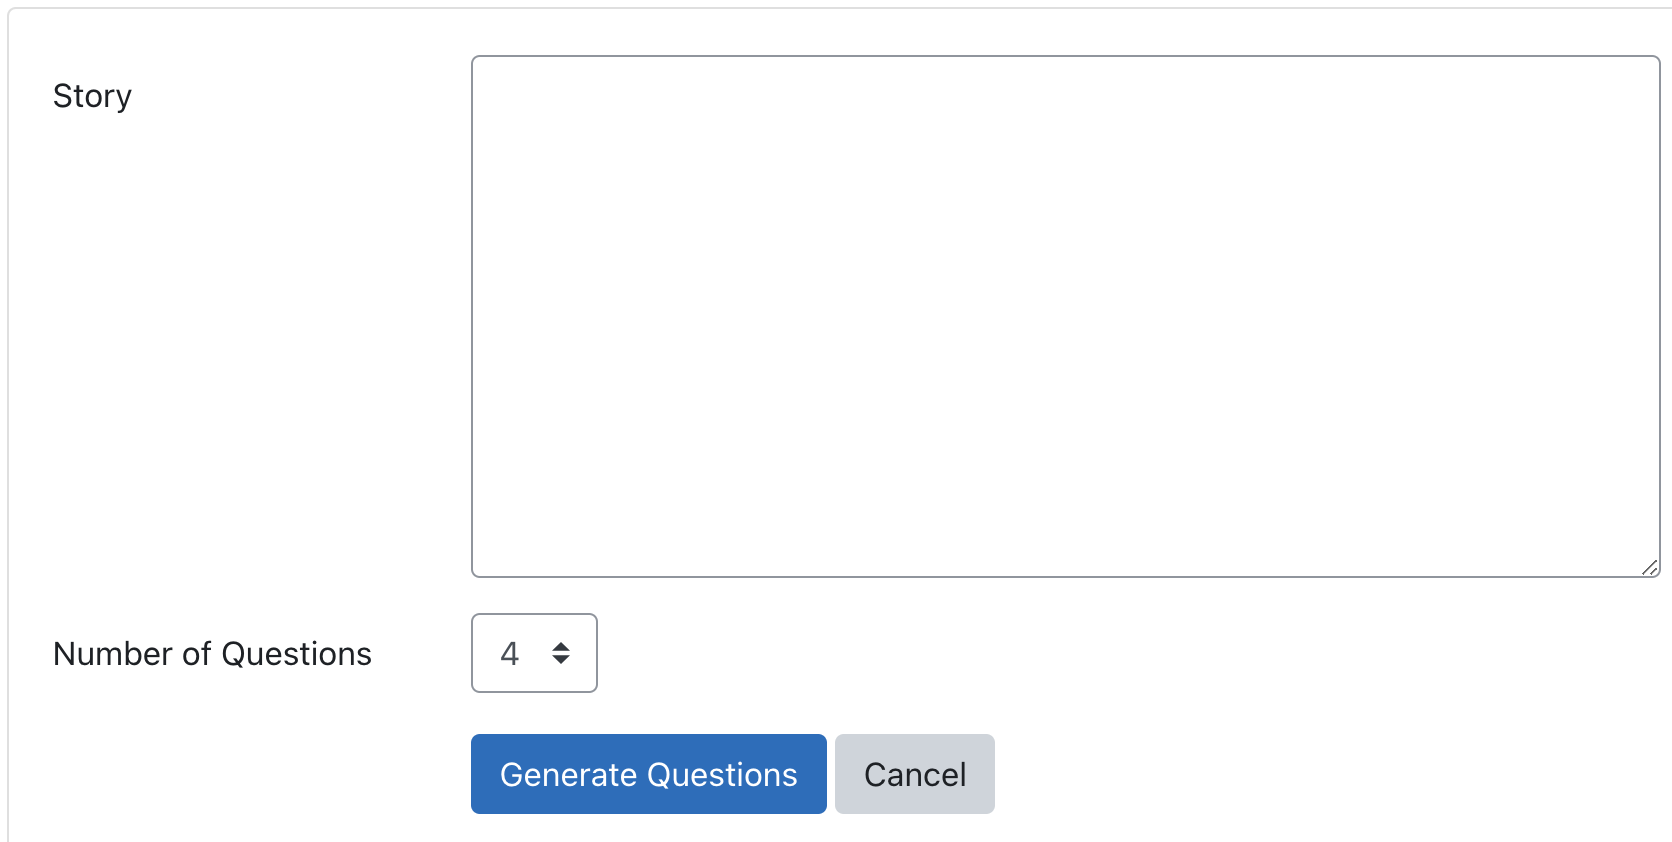 Story
Number of Questions
4
Generate Questions
Cancel